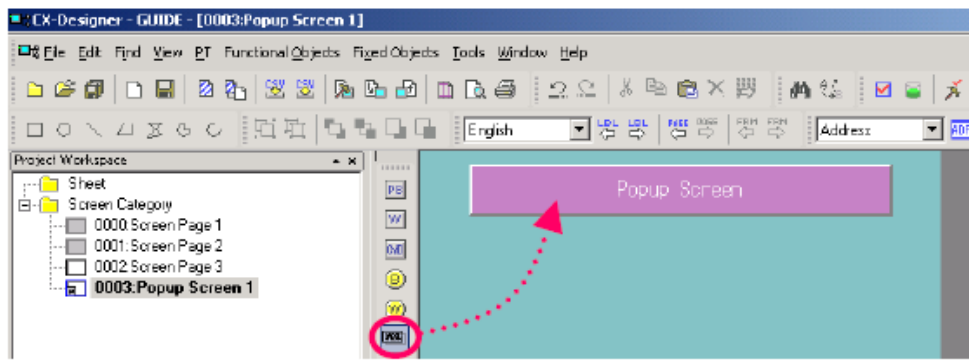 CX-Designer - GUIDE - [0003:Popup Screen 1]
File Edit Find View PT Functional Objects Fixed Objects Tools Window Help
English
Address
Project Workspace
Sheet
Screen Category
0000:Screen Page 1
0001:Screen Page 2
0002:Screen Page 3
0003:Popup Screen 1
PB
W
CMD
B
W
Popup Screen